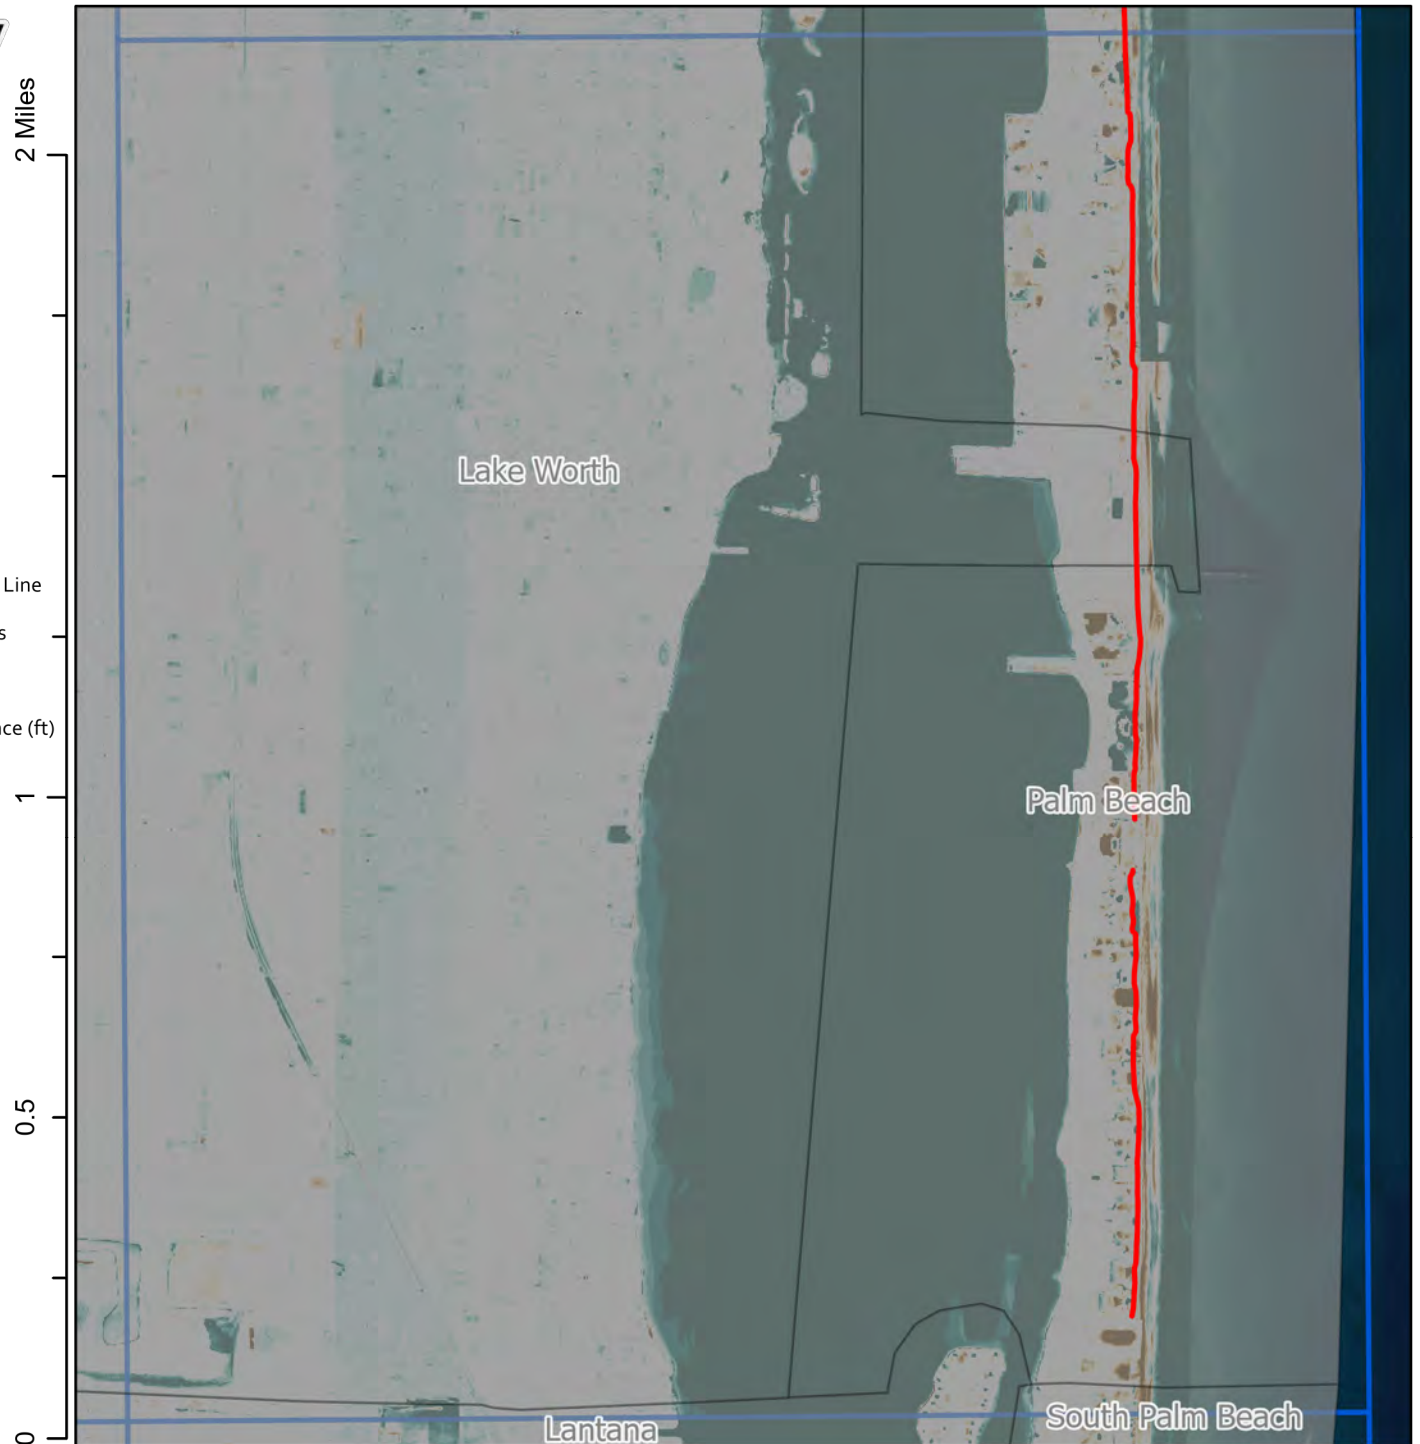 2 Miles
Lake Worth
Line
s
ce (ft)
1
Palm Beach
0.5
0
Lantana
South Palm Beach